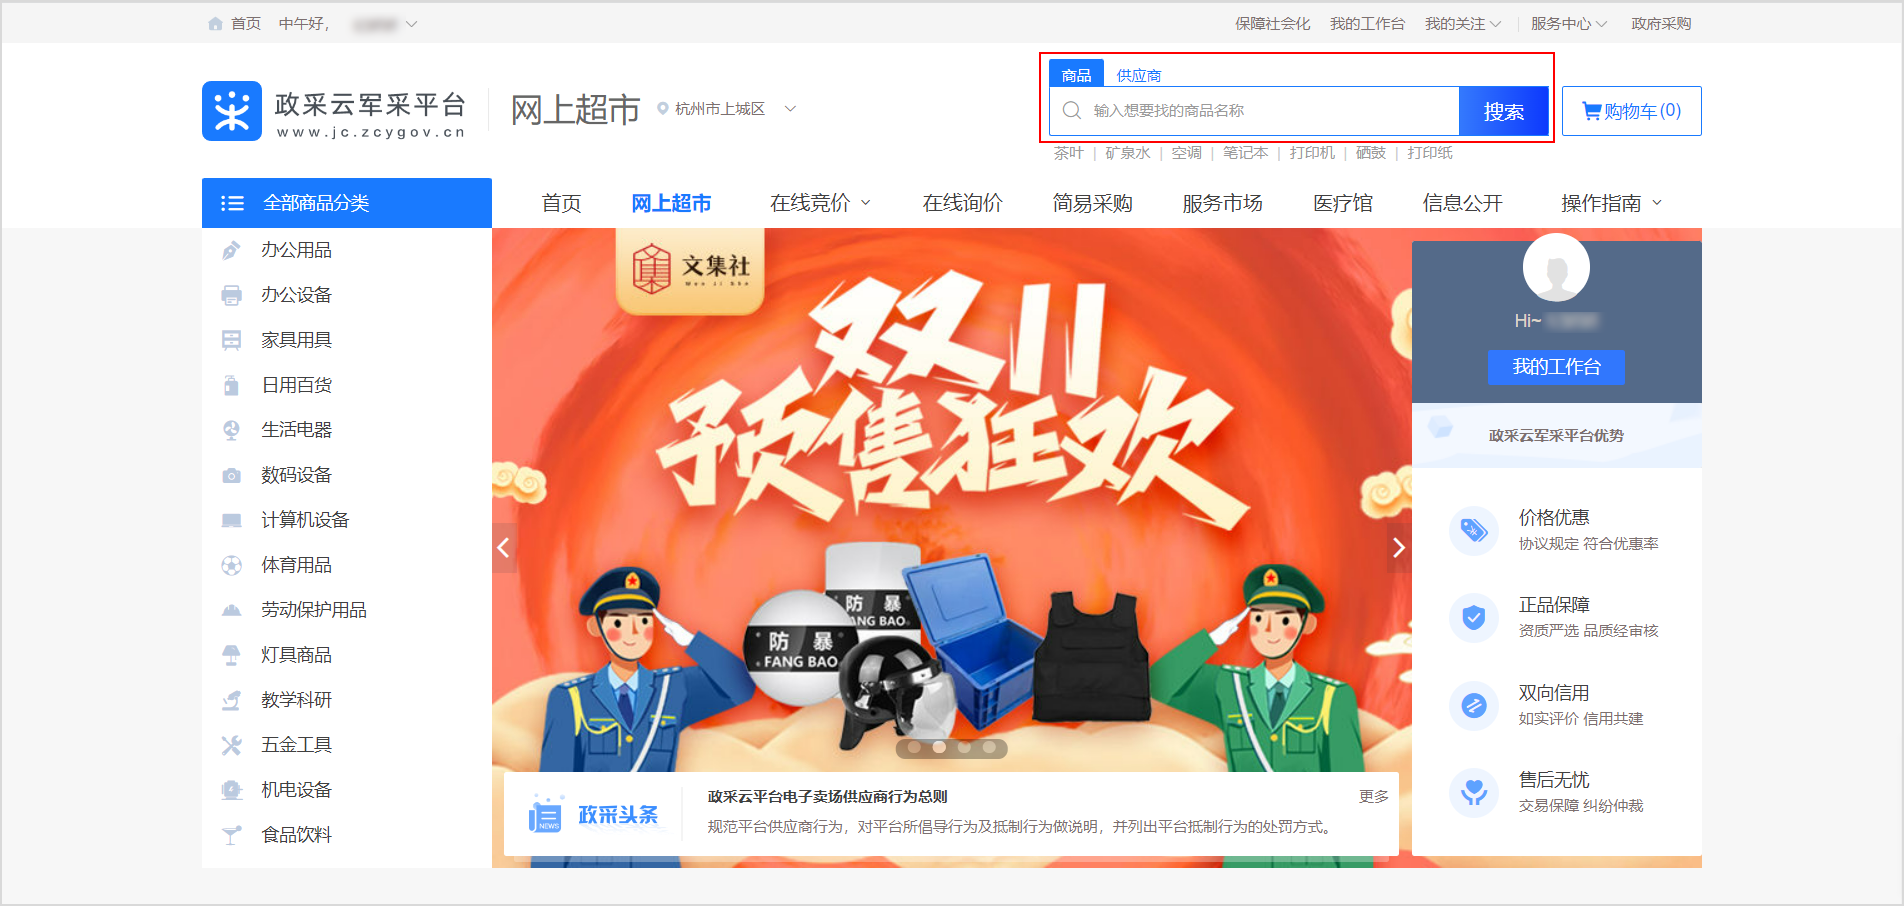 首页 中午好,
保障社会化 我的工作台 我的关注 服务中心 政府采购
政采云军采平台
www.jc.zcygov.cn
网上超市
杭州市上城区
商品 供应商
输入想要找的商品名称
搜索
购物车(0)
茶叶 | 矿泉水 | 空调 | 笔记本 | 打印机 | 硒鼓 | 打印纸
全部商品分类
首页 网上超市 在线竞价 在线询价 简易采购 服务市场 医疗馆 信息公开 操作指南
办公用品
办公设备
家具用具
日用百货
生活电器
数码设备
计算机设备
体育用品
劳动保护用品
灯具商品
教学科研
五金工具
机电设备
食品饮料
文集社
Wen Ji She
双11
预售狂欢
防暴
FANG BAO
防暴
ANG BAO
NEWS
政采头条
政采云平台电子卖场供应商行为总则
更多
规范平台供应商行为，对平台所倡导行为及抵制行为做说明，并列出平台抵制行为的处罚方式。
Hi~
我的工作台
政采云军采平台优势
价格优惠
协议规定 符合优惠率
正品保障
资质严选 品质经审核
双向信用
如实评价 信用共建
售后无忧
交易保障 纠纷仲裁